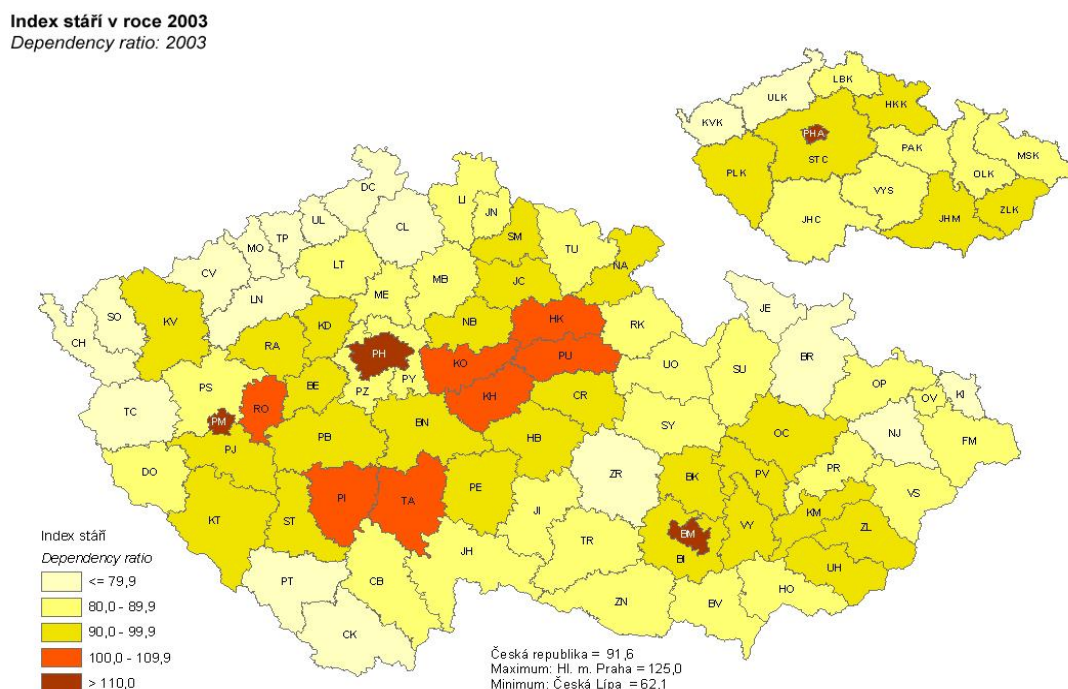 Index stáří v roce 2003
Dependency ratio: 2003
LBK
ULK
HKK
KVK
PHA
STC
PAK
PLK
MSK
OLK
VYS
JHC
JHM
ZLK
DC
LI
JN
UL
CL
TP
MO
SM
TU
CV
LT
NA
MB
JC
ME
LN
JE
SO
KV
KD
NB
HK
RK
CH
RA
PH
BR
KO
PU
UO
SU
PS
BE
PZ
PY
OP
KI
TC
RO
KH
CR
OV
PM
BN
SY
OC
NJ
FM
PB
HB
PJ
DO
ZR
PR
BK
PV
VS
PI
TA
PE
KT
ST
KM
ZL
JI
VY
BM
TR
BI
JH
UH
PT
CB
HO
ZN
BV
CK
Index stáří
Dependency ratio
<= 79,9
80,0 - 89,9
90,0 - 99,9
100,0 - 109,9
> 110,0
Česká republika = 91,6
Maximum: Hl. m. Praha = 125,0
Minimum: Česká Lípa = 62,1